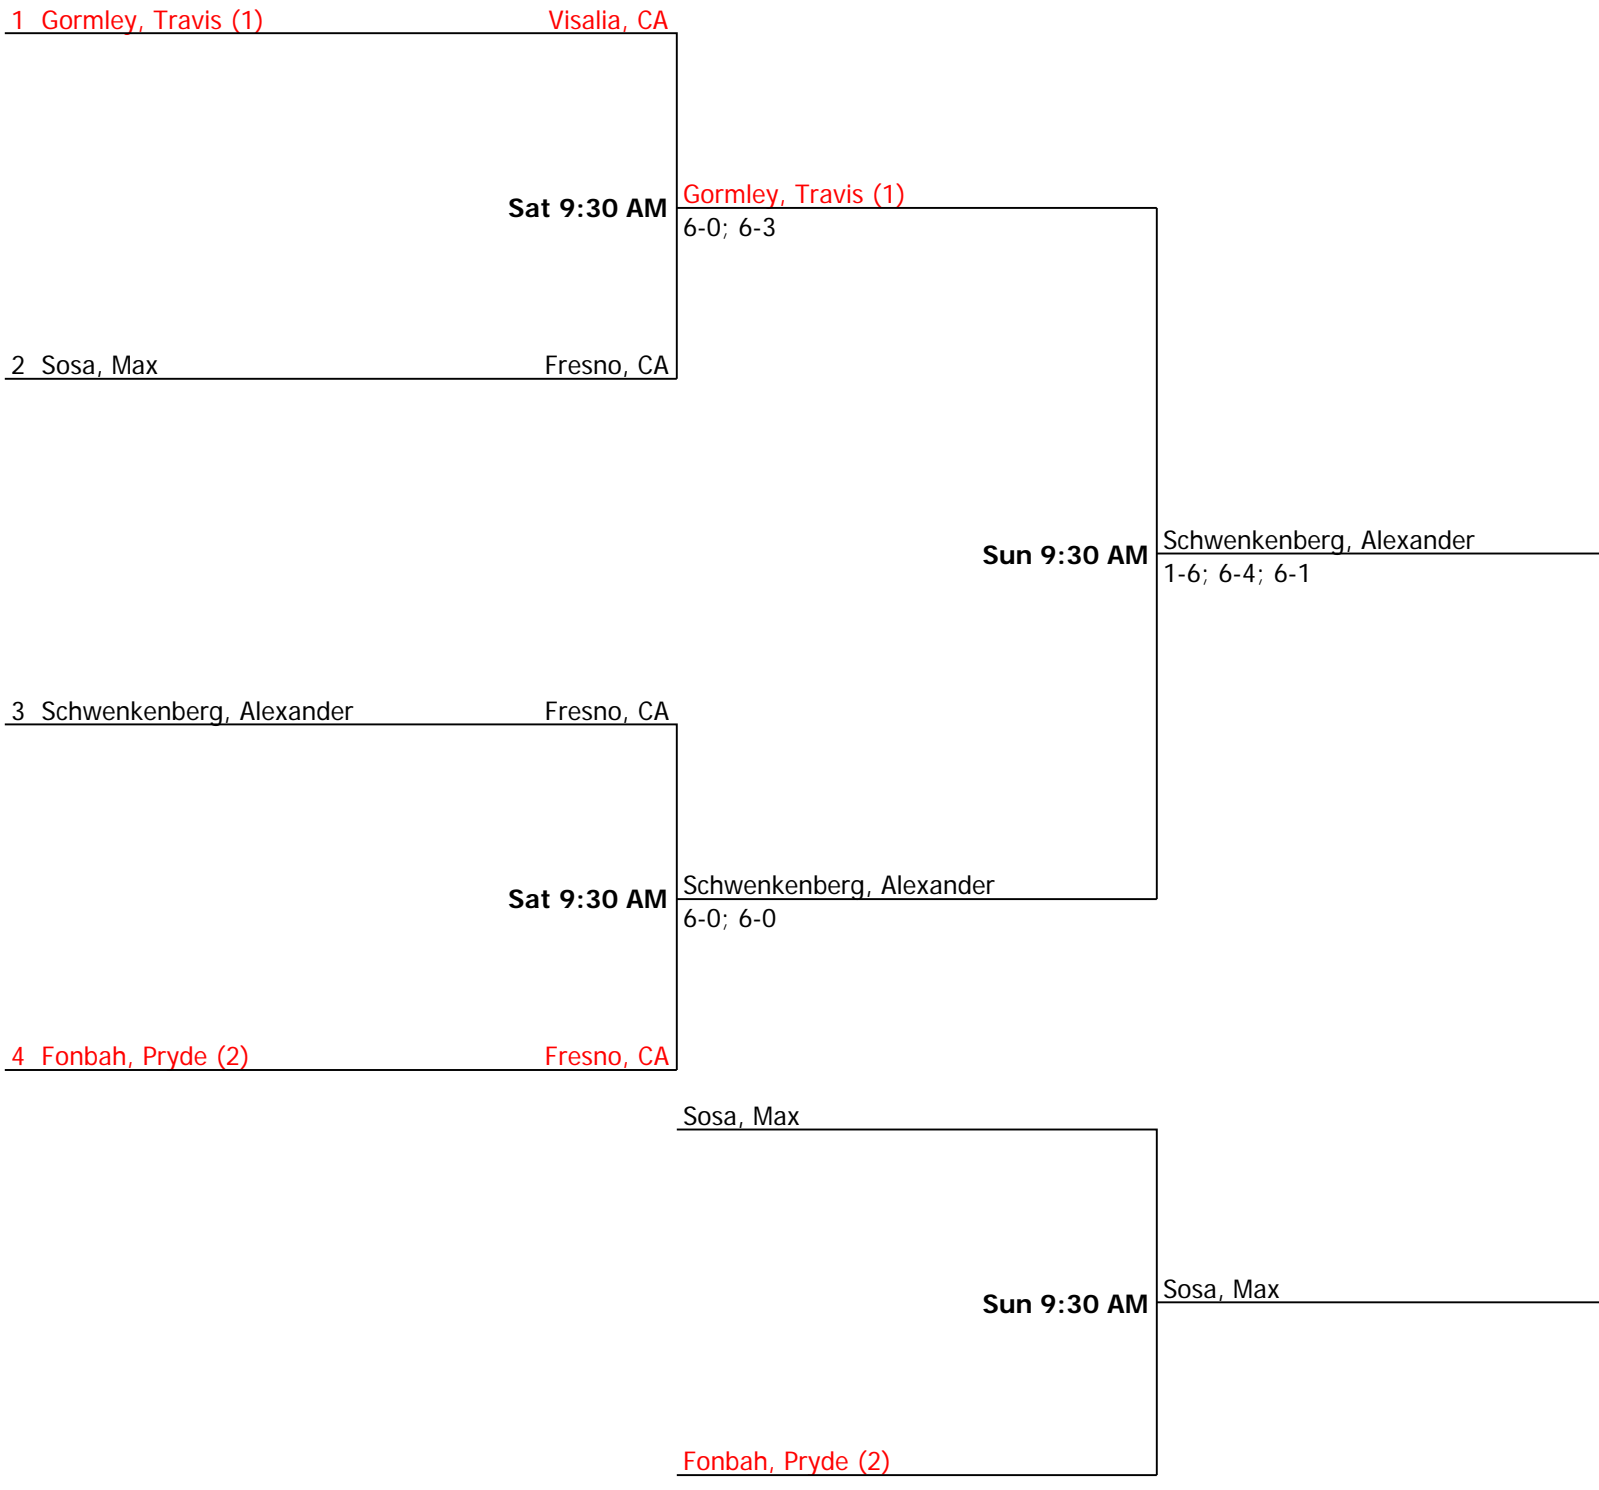 1 Gormley, Travis (1) Visalia, CA
Sat 9:30 AM
Gormley, Travis (1)
6-0; 6-3
2 Sosa, Max Fresno, CA
Sun 9:30 AM
Schwenkenberg, Alexander
1-6; 6-4; 6-1
3 Schwenkenberg, Alexander Fresno, CA
Sat 9:30 AM
Schwenkenberg, Alexander
6-0; 6-0
4 Fonbah, Pryde (2) Fresno, CA
Sosa, Max
Sun 9:30 AM
Sosa, Max
Fonbah, Pryde (2)